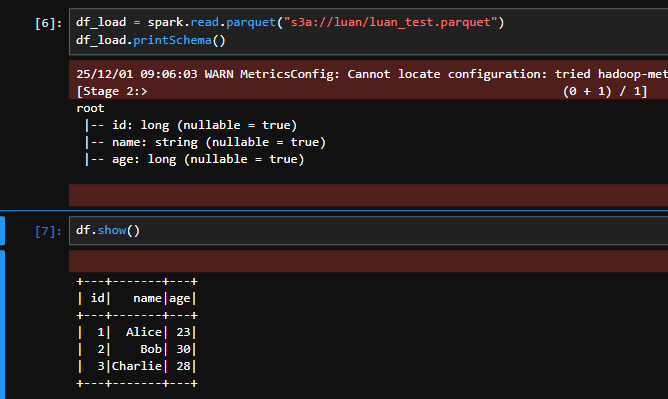 [6]: df_load = spark.read.parquet("s3a://luan/luan_test.parquet")
df_load.printSchema()
25/12/01 09:06:03 WARN MetricsConfig: Cannot locate configuration: tried hadoop-met
[Stage 2:>                                                          (0 + 1) / 1]
root
 |-- id: long (nullable = true)
 |-- name: string (nullable = true)
 |-- age: long (nullable = true)
[7]: df.show()
+---+-------+---+
| id|   name|age|
+---+-------+---+
|  1|  Alice| 23|
|  2|    Bob| 30|
|  3|Charlie| 28|
+---+-------+---+